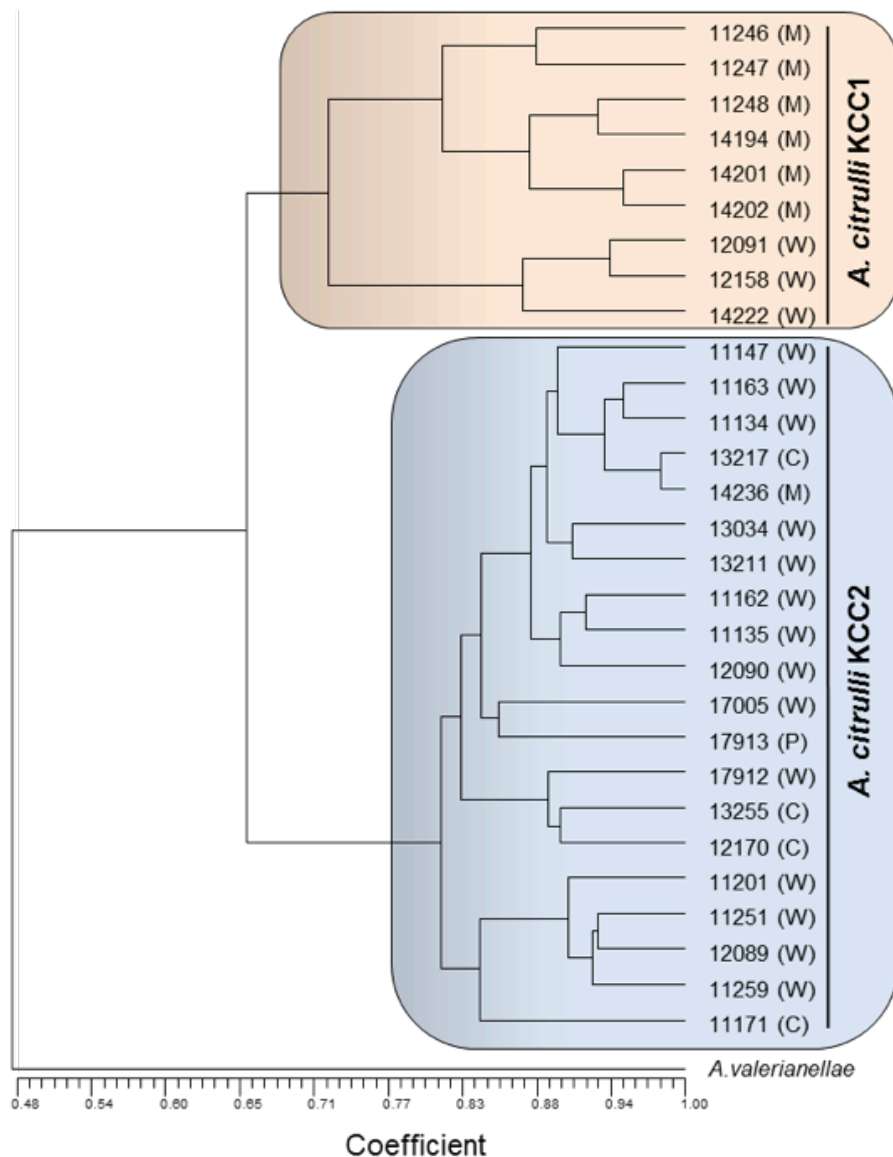 11246 (M)
11247 (M)
11248 (M)
14194 (M)
14201 (M)
14202 (M)
12091 (W)
12158 (W)
14222 (W)
A. citrulli KCC1
11147 (W)
11163 (W)
11134 (W)
13217 (C)
14236 (M)
13034 (W)
13211 (W)
11162 (W)
11135 (W)
12090 (W)
17005 (W)
17913 (P)
17912 (W)
13255 (C)
12170 (C)
11201 (W)
11251 (W)
12089 (W)
11259 (W)
11171 (C)
A. citrulli KCC2
A.valerianellae
0.48 0.54 0.60 0.65 0.71 0.77 0.83 0.88 0.94 1.00
Coefficient